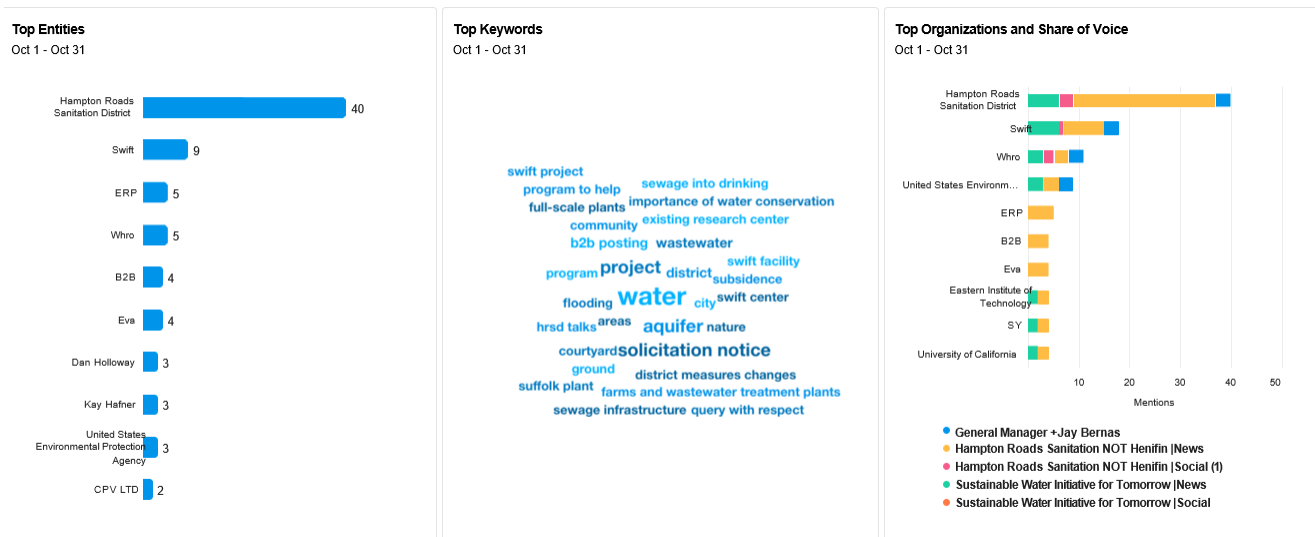 Top Entities
Oct 1 - Oct 31
Hampton Roads
Sanitation District
40
Swift
9
ERP
5
Whro
5
B2B
4
Eva
4
Dan Holloway
3
Kay Hafner
3
United States
Environmental Protection
Agency
3
CPV LTD
2
Top Keywords
Oct 1 - Oct 31
swift project
sewage into drinking
program to help
importance of water conservation
full-scale plants
existing research center
community
b2b posting
wastewater
swift facility
program
project
district
subsidence
water
flooding
city
swift center
hrsd talks
areas
aquifer
nature
courtyard
solicitation notice
ground
district measures changes
suffolk plant
farms and wastewater treatment plants
sewage infrastructure
query with respect
Top Organizations and Share of Voice
Oct 1 - Oct 31
Hampton Roads
Sanitation District
Swift
Whro
United States Environm...
ERP
B2B
Eva
Eastern Institute of
Technology
SY
University of California
10 20 30 40 50
Mentions
General Manager +Jay Bernas
Hampton Roads Sanitation NOT Henifin |News
Hampton Roads Sanitation NOT Henifin |Social (1)
Sustainable Water Initiative for Tomorrow |News
Sustainable Water Initiative for Tomorrow |Social